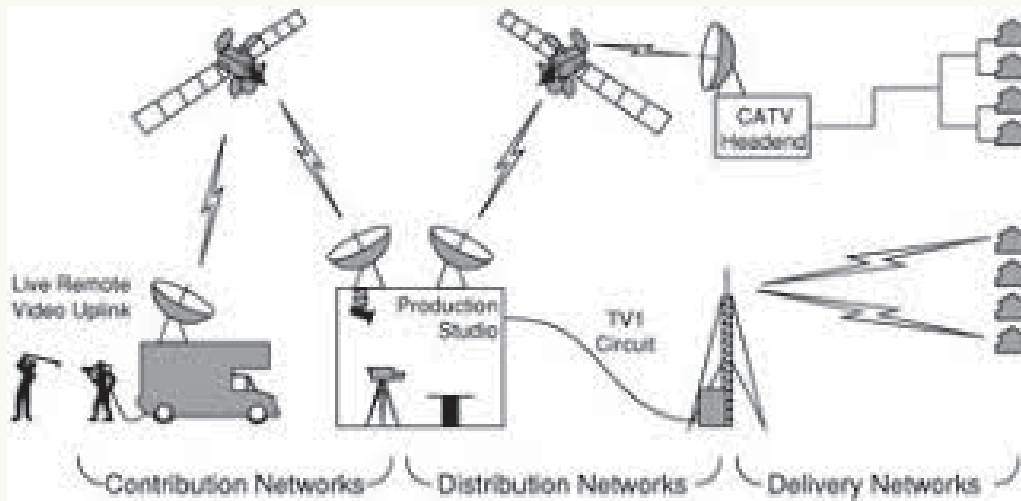 CATV
Headend
Live Remote
Video Uplink
Production
Studio
TV1
Circuit
Contribution Networks
Distribution Networks
Delivery Networks